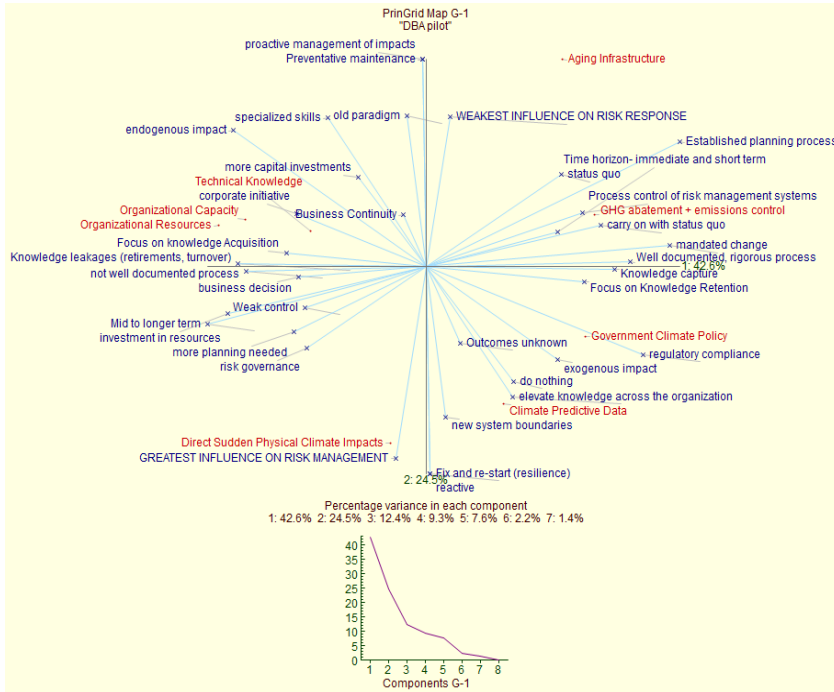 PrinGrid Map G-1
"DBA pilot"
proactive management of impacts
Preventative maintenance
Aging Infrastructure
specialized skills
old paradigm
WEAKEST INFLUENCE ON RISK RESPONSE
endogenous impact
Established planning process
Time horizon- immediate and short term
more capital investments
status quo
Technical Knowledge
corporate initiative
Process control of risk management systems
Organizational Capacity
Business Continuity
GHG abatement + emissions control
Organizational Resources
carry on with status quo
Focus on knowledge Acquisition
mandated change
Knowledge leakages (retirements, turnover)
Well documented, rigorous process
1: 42.6%
not well documented process
Knowledge capture
business decision
Focus on Knowledge Retention
Weak control
Mid to longer term
investment in resources
Government Climate Policy
Outcomes unknown
more planning needed
regulatory compliance
risk governance
exogenous impact
do nothing
elevate knowledge across the organization
Climate Predictive Data
new system boundaries
Direct Sudden Physical Climate Impacts
GREATEST INFLUENCE ON RISK MANAGEMENT
Fix and re-start (resilience)
2: 24.5%
reactive
Percentage variance in each component
1: 42.6% 2: 24.5% 3: 12.4% 4: 9.3% 5: 7.6% 6: 2.2% 7: 1.4%
40
35
30
25
20
15
10
5
0
1 2 3 4 5 6 7 8
Components G-1